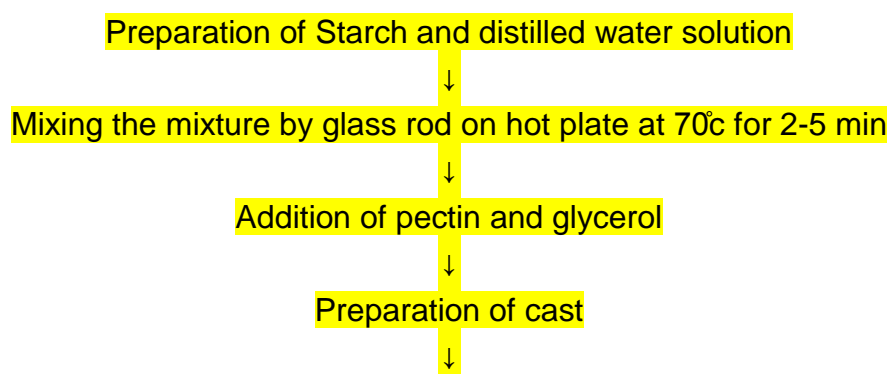 Preparation of Starch and distilled water solution
↓
Mixing the mixture by glass rod on hot plate at 70̊c for 2-5 min
↓
Addition of pectin and glycerol
↓
Preparation of cast
↓